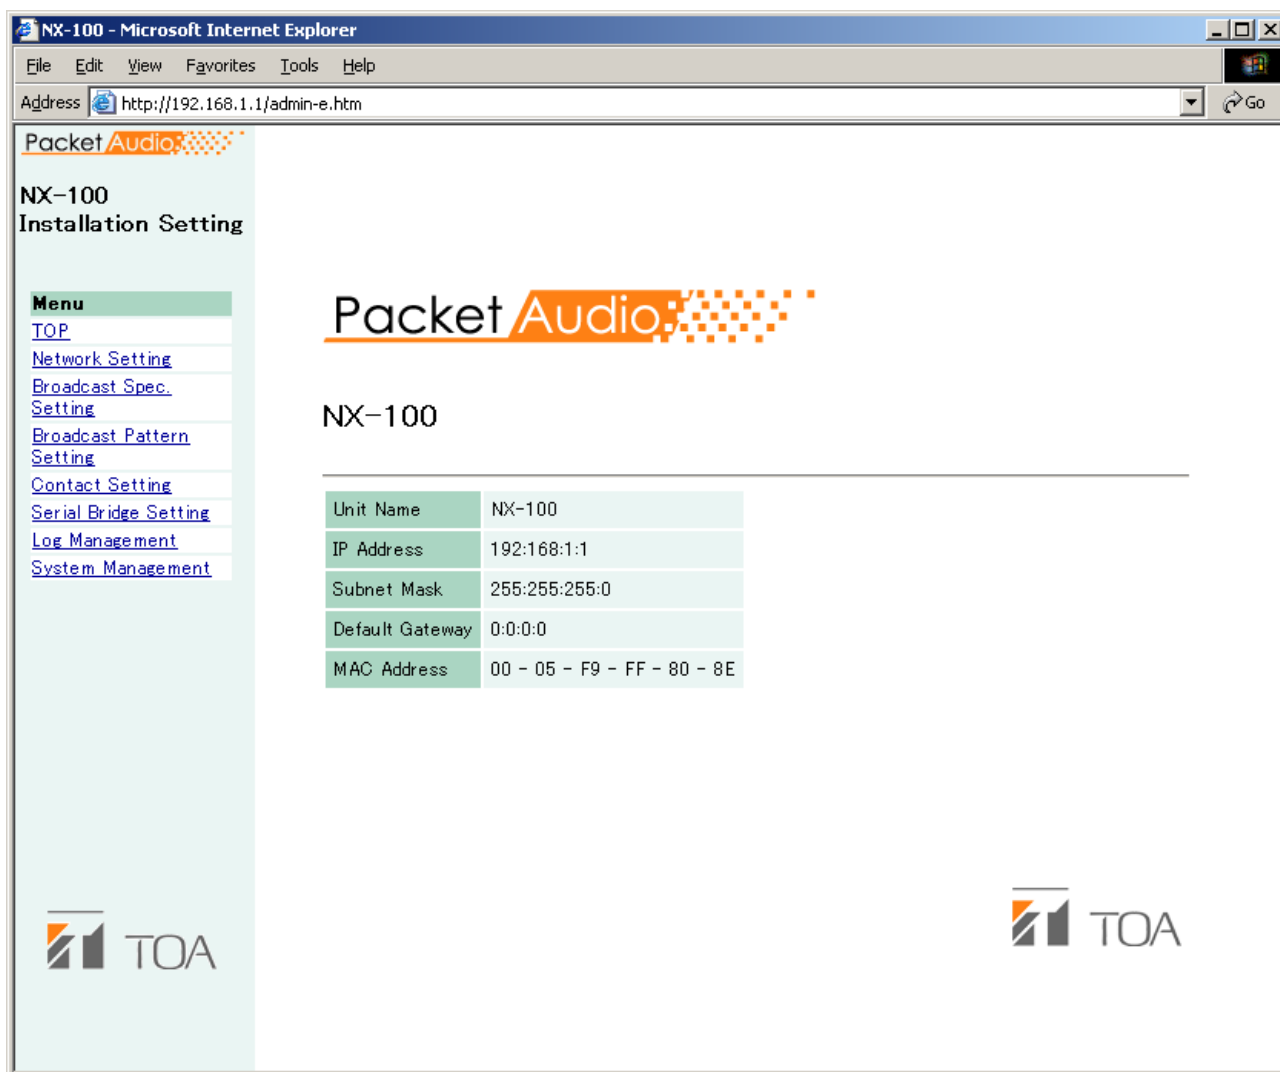 NX-100 - Microsoft Internet Explorer
File Edit View Favorites Tools Help
Address http://192.168.1.1/admin-e.htm Go
Packet Audio
NX-100
Installation Setting
Menu
TOP
Network Setting
Broadcast Spec.
Setting
Broadcast Pattern
Setting
Contact Setting
Serial Bridge Setting
Log Management
System Management
TOA
Packet Audio
NX-100
Unit Name NX-100
IP Address 192:168:1:1
Subnet Mask 255:255:255:0
Default Gateway 0:0:0:0
MAC Address 00 - 05 - F9 - FF - 80 - 8E
TOA